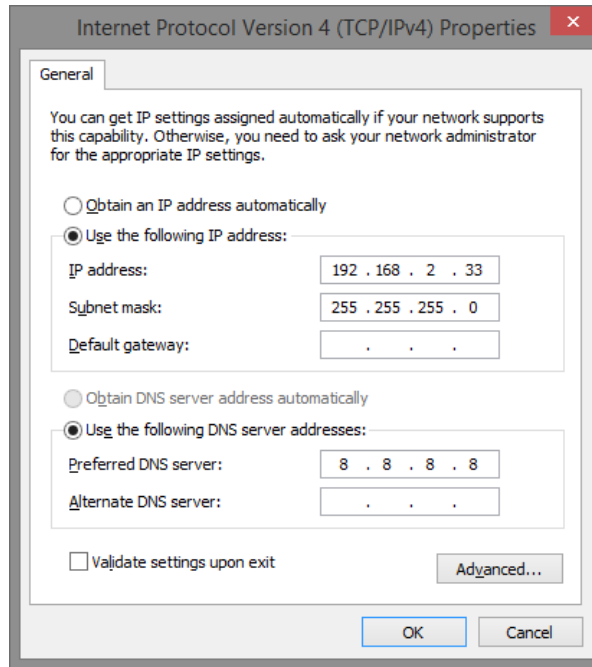 Internet Protocol Version 4 (TCP/IPv4) Properties
General
You can get IP settings assigned automatically if your network supports
this capability. Otherwise, you need to ask your network administrator
for the appropriate IP settings.
Obtain an IP address automatically
Use the following IP address:
IP address: 192 . 168 . 2 . 33
Subnet mask: 255 . 255 . 255 . 0
Default gateway: . . .
Obtain DNS server address automatically
Use the following DNS server addresses:
Preferred DNS server: 8 . 8 . 8 . 8
Alternate DNS server: . . .
Validate settings upon exit
Advanced...
OK Cancel